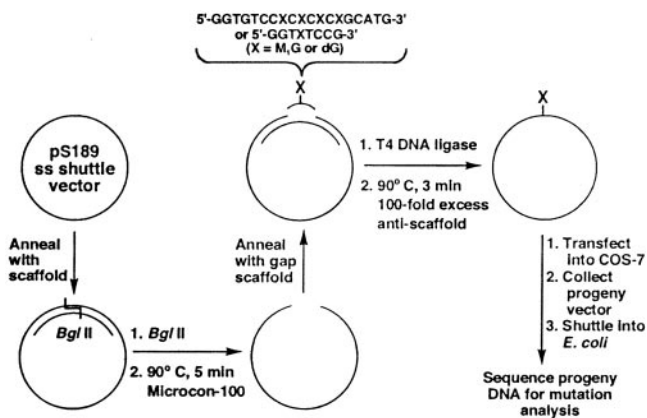 5'-GGTGTCCXCXCXCXGCATG-3'
or 5'-GGTXTCCG-3'
(X = M1G or dG)
X
X
pS189
ss shuttle
vector
1. T4 DNA ligase
2. 90° C, 3 min
100-fold excess
anti-scaffold
Anneal
with
scaffold
Anneal
with gap
scaffold
1. Transfect
into COS-7
2. Collect
progeny
vector
3. Shuttle into
E. coli
Bgl II
1. Bgl II
2. 90° C, 5 min
Microcon-100
Sequence progeny
DNA for mutation
analysis